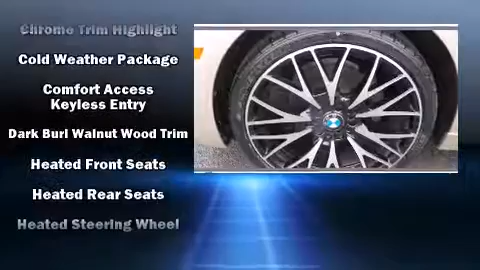 Chrome Trim Highlight
Cold Weather Package
Comfort Access
Keyless Entry
Dark Burl Walnut Wood Trim
Heated Front Seats
Heated Rear Seats
Heated Steering Wheel